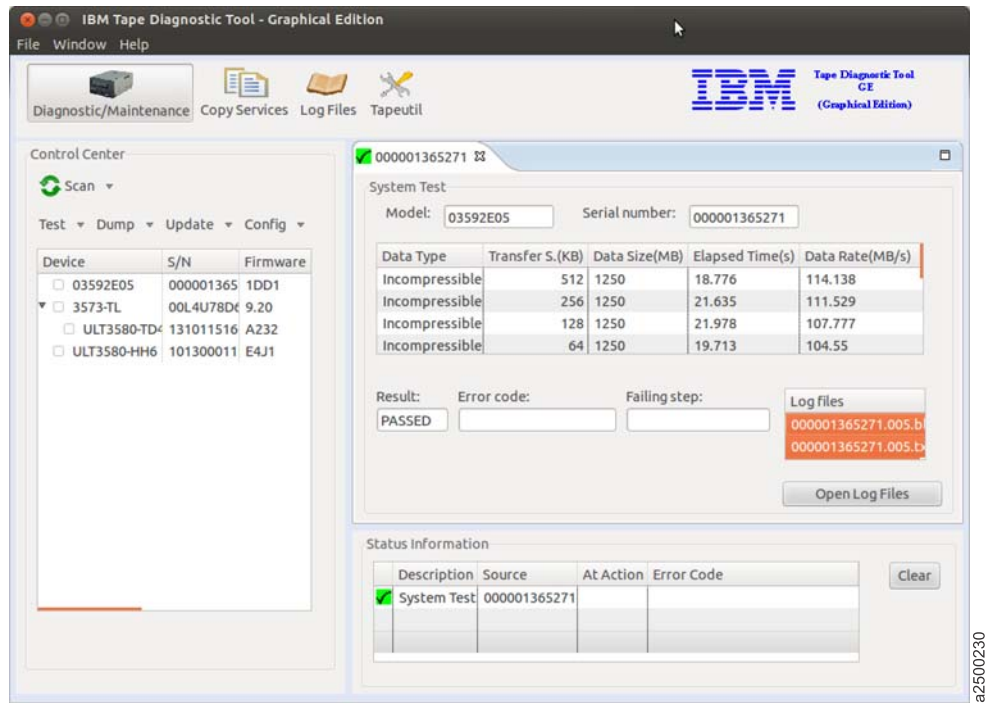 IBM Tape Diagnostic Tool - Graphical Edition
File Window Help
Diagnostic/Maintenance Copy Services Log Files Tapeutil
IBM
Tape Diagnostic Tool
GE
(Graphical Edition)
Control Center
Scan
Test Dump Update Config
Device S/N Firmware
03592E05 000001365 1DD1
3573-TL 00L4U78D6 9.20
ULT3580-TD4 131011516 A232
ULT3580-HH6 101300011 E4J1
000001365271
System Test
Model: 03592E05 Serial number: 000001365271
Data Type Transfer S.(KB) Data Size(MB) Elapsed Time(s) Data Rate(MB/s)
Incompressible 512 1250 18.776 114.138
Incompressible 256 1250 21.635 111.529
Incompressible 128 1250 21.978 107.777
Incompressible 64 1250 19.713 104.55
Result: Error code: Failing step:
PASSED
Log files
000001365271.005.bl
000001365271.005.tx
Open Log Files
Status Information
Description Source At Action Error Code
System Test 000001365271
Clear
a2500230